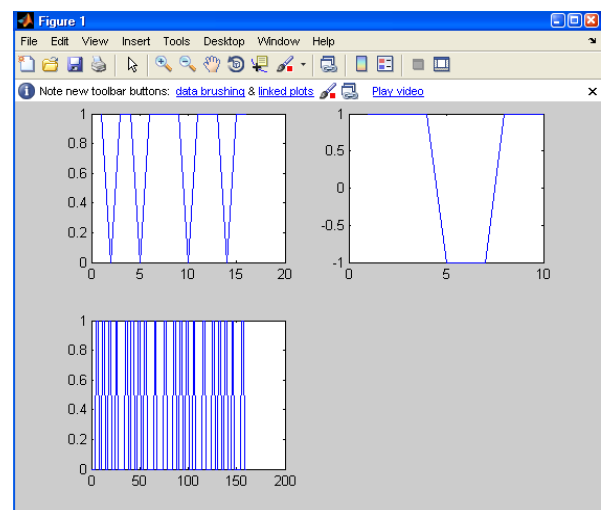 Figure 1
File Edit View Insert Tools Desktop Window Help
Note new toolbar buttons: data brushing & linked plots Play video
1
0.8
0.6
0.4
0.2
0
0 5 10 15 20
1
0.5
0
-0.5
-1
0 5 10
1
0.8
0.6
0.4
0.2
0
0 50 100 150 200